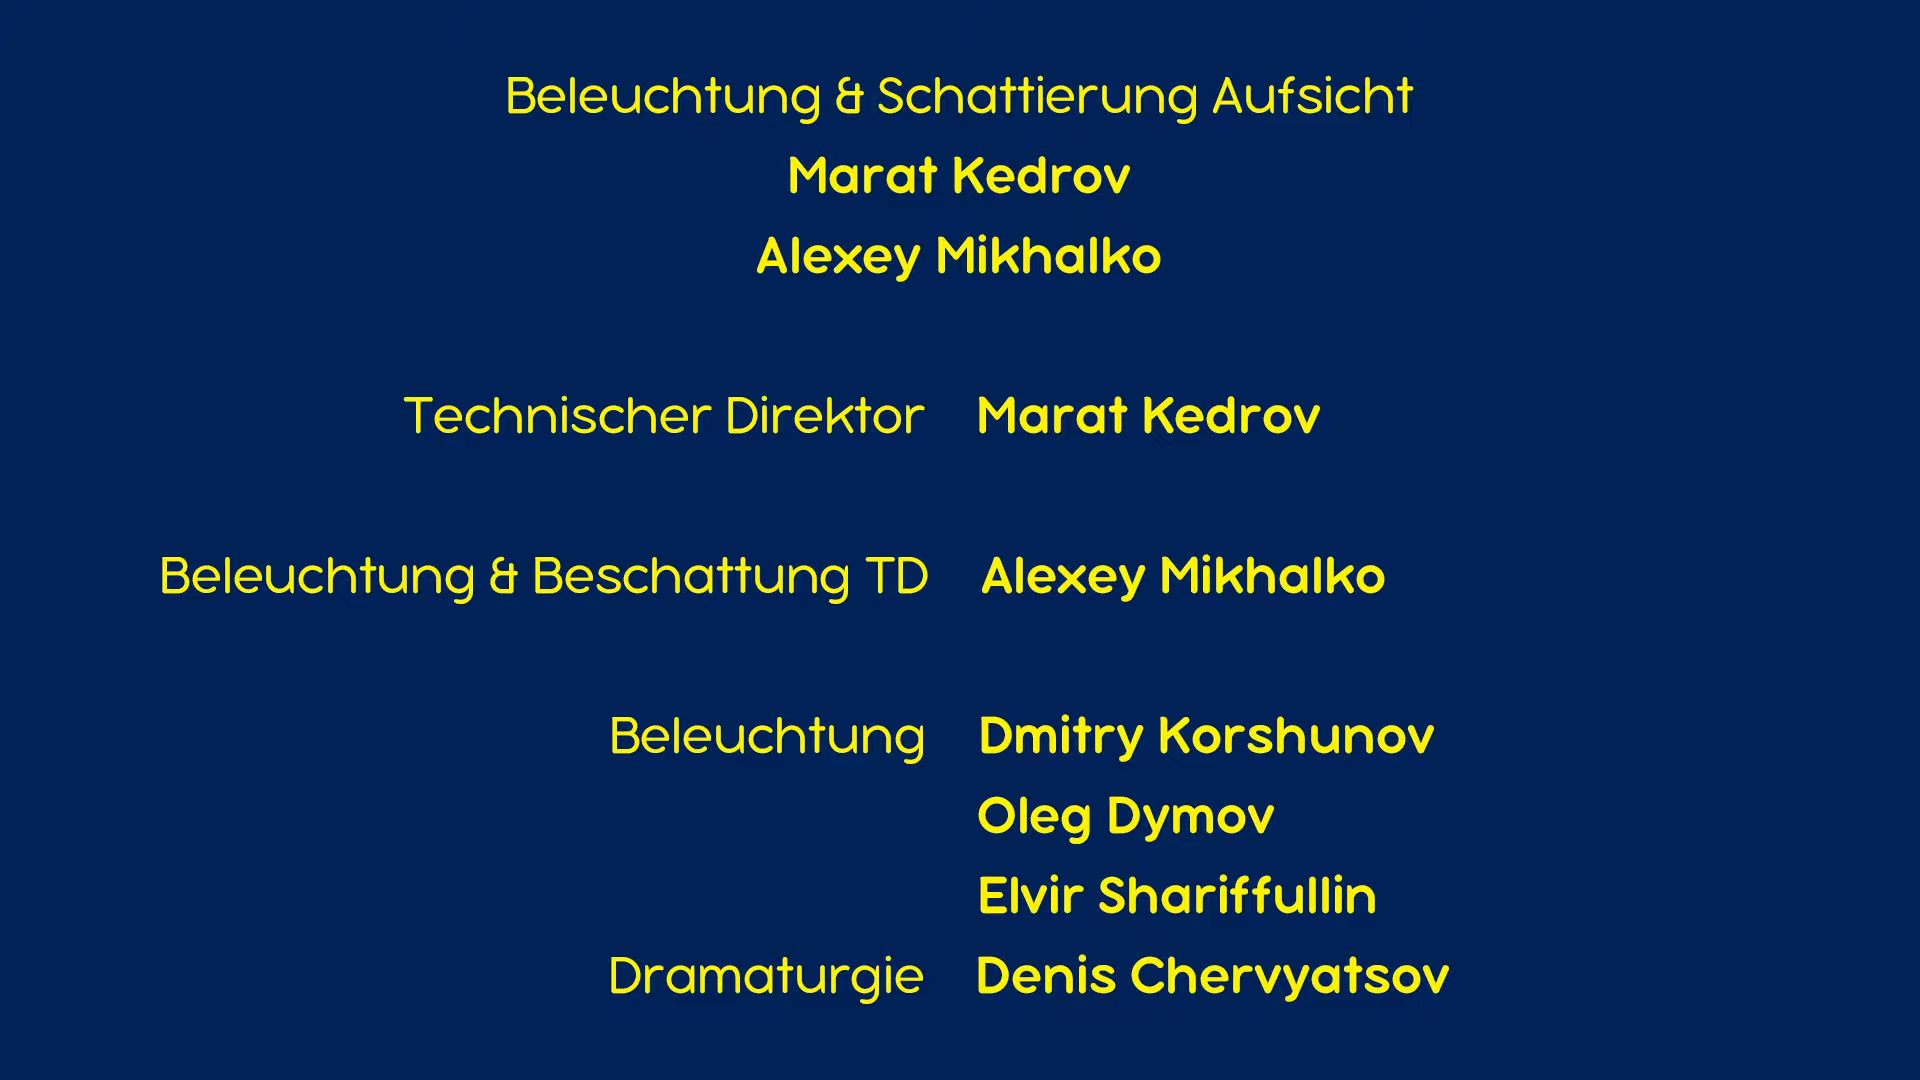 Beleuchtung & Schattierung Aufsicht
Marat Kedrov
Alexey Mikhalko
Technischer Direktor Marat Kedrov
Beleuchtung & Beschattung TD Alexey Mikhalko
Beleuchtung Dmitry Korshunov
Oleg Dymov
Elvir Shariffullin
Dramaturgie Denis Chervyatsov